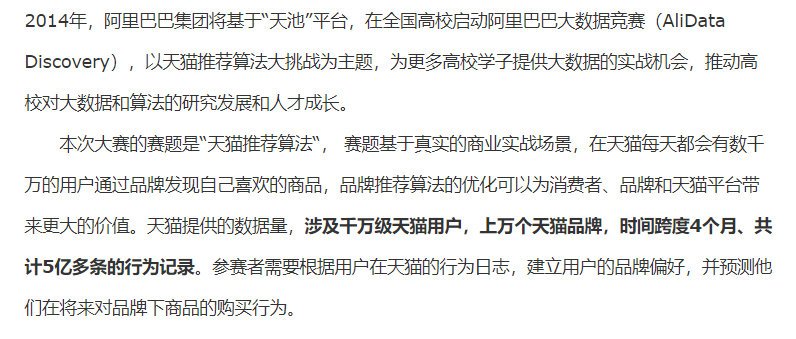 2014年，阿里巴巴集团将基于“天池”平台，在全国高校启动阿里巴巴大数据竞赛（AliData
Discovery），以天猫推荐算法大挑战为主题，为更多高校学子提供大数据的实战机会，推动高
校对大数据和算法的研究发展和人才成长。
本次大赛的赛题是“天猫推荐算法“， 赛题基于真实的商业实战场景，在天猫每天都会有数千
万的用户通过品牌发现自己喜欢的商品，品牌推荐算法的优化可以为消费者、品牌和天猫平台带
来更大的价值。天猫提供的数据量，涉及千万级天猫用户，上万个天猫品牌，时间跨度4个月、共
计5亿多条的行为记录。参赛者需要根据用户在天猫的行为日志，建立用户的品牌偏好，并预测他
们在将来对品牌下商品的购买行为。